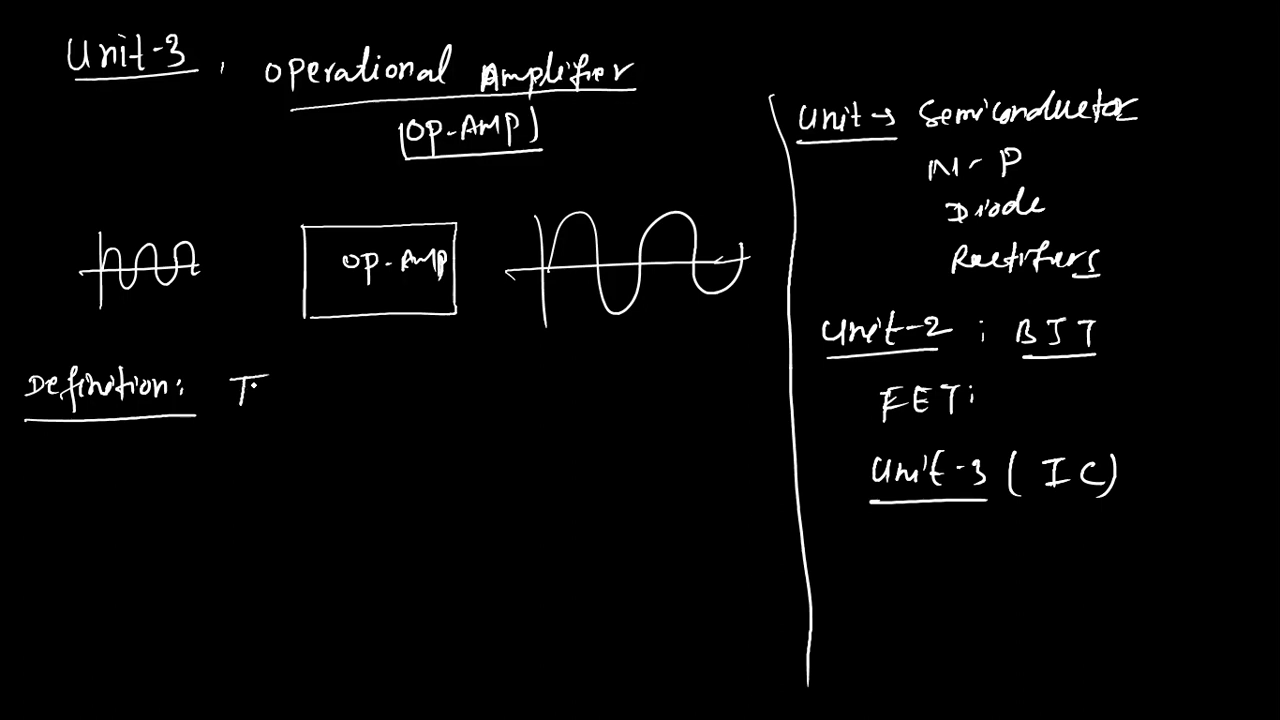 Unit-3, Operational Amplifier
(OP-AMP)
OP-AMP
Definition: T
Unit → Semiconductor
N-P
Diode
Rectifiers
Unit-2 : BJT
FET:
Unit-3 (IC)